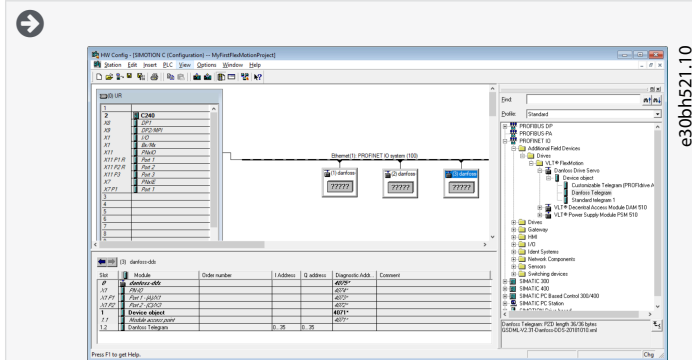 HW Config - [SIMOTION C (Configuration) -- MyFirstFlexMotionProject]
Station Edit Insert PLC View Options Window Help
(0) UR
1
2 C240
X8 DP1
X9 DP2/MPI
X1 I/O
X1 Bx/Mx
X11 PNxIO
X11 P1 R Port 1
X11 P2 R Port 2
X11 P3 Port 3
X7 PNxIE
X7 P1 Port 1
3
4
5
6
7
8
Ethernet(1): PROFINET IO system (100)
(1) danfoss
(2) danfoss
(3) danfoss
?????
?????
?????
Find:
Profile: Standard
PROFIBUS DP
PROFIBUS-PA
PROFINET IO
Additional Field Devices
Drives
VLT® FlexMotion
Danfoss Drive Servo
Device object
Customizable Telegram (PROFIdrive A
Danfoss Telegram
Standard telegram 1
VLT® Decentral Access Module DAM 510
VLT® Power Supply Module PSM 510
Drives
Gateway
HMI
I/O
Ident Systems
Network Components
Sensors
Switching devices
SIMATIC 300
SIMATIC 400
SIMATIC PC Based Control 300/400
SIMATIC PC Station
Danfoss Telegram: PZD length 36/36 bytes
GSDML-V2.31-Danfoss-DDS-20181018.xml
(3) danfoss-dds
Slot Module Order number I Address Q address Diagnostic Addr... Comment
0 danfoss-dds 4075*
X1 PN-IO 4074*
X1 P1 Port 1 - (A)/X1 4073*
X1 P2 Port 2 - (C)/X2 4072*
1 Device object 4071*
1.1 Module access point 4071*
1.2 Danfoss Telegram 0...35 0...35
Press F1 to get Help.
Chg
e30bh521.10